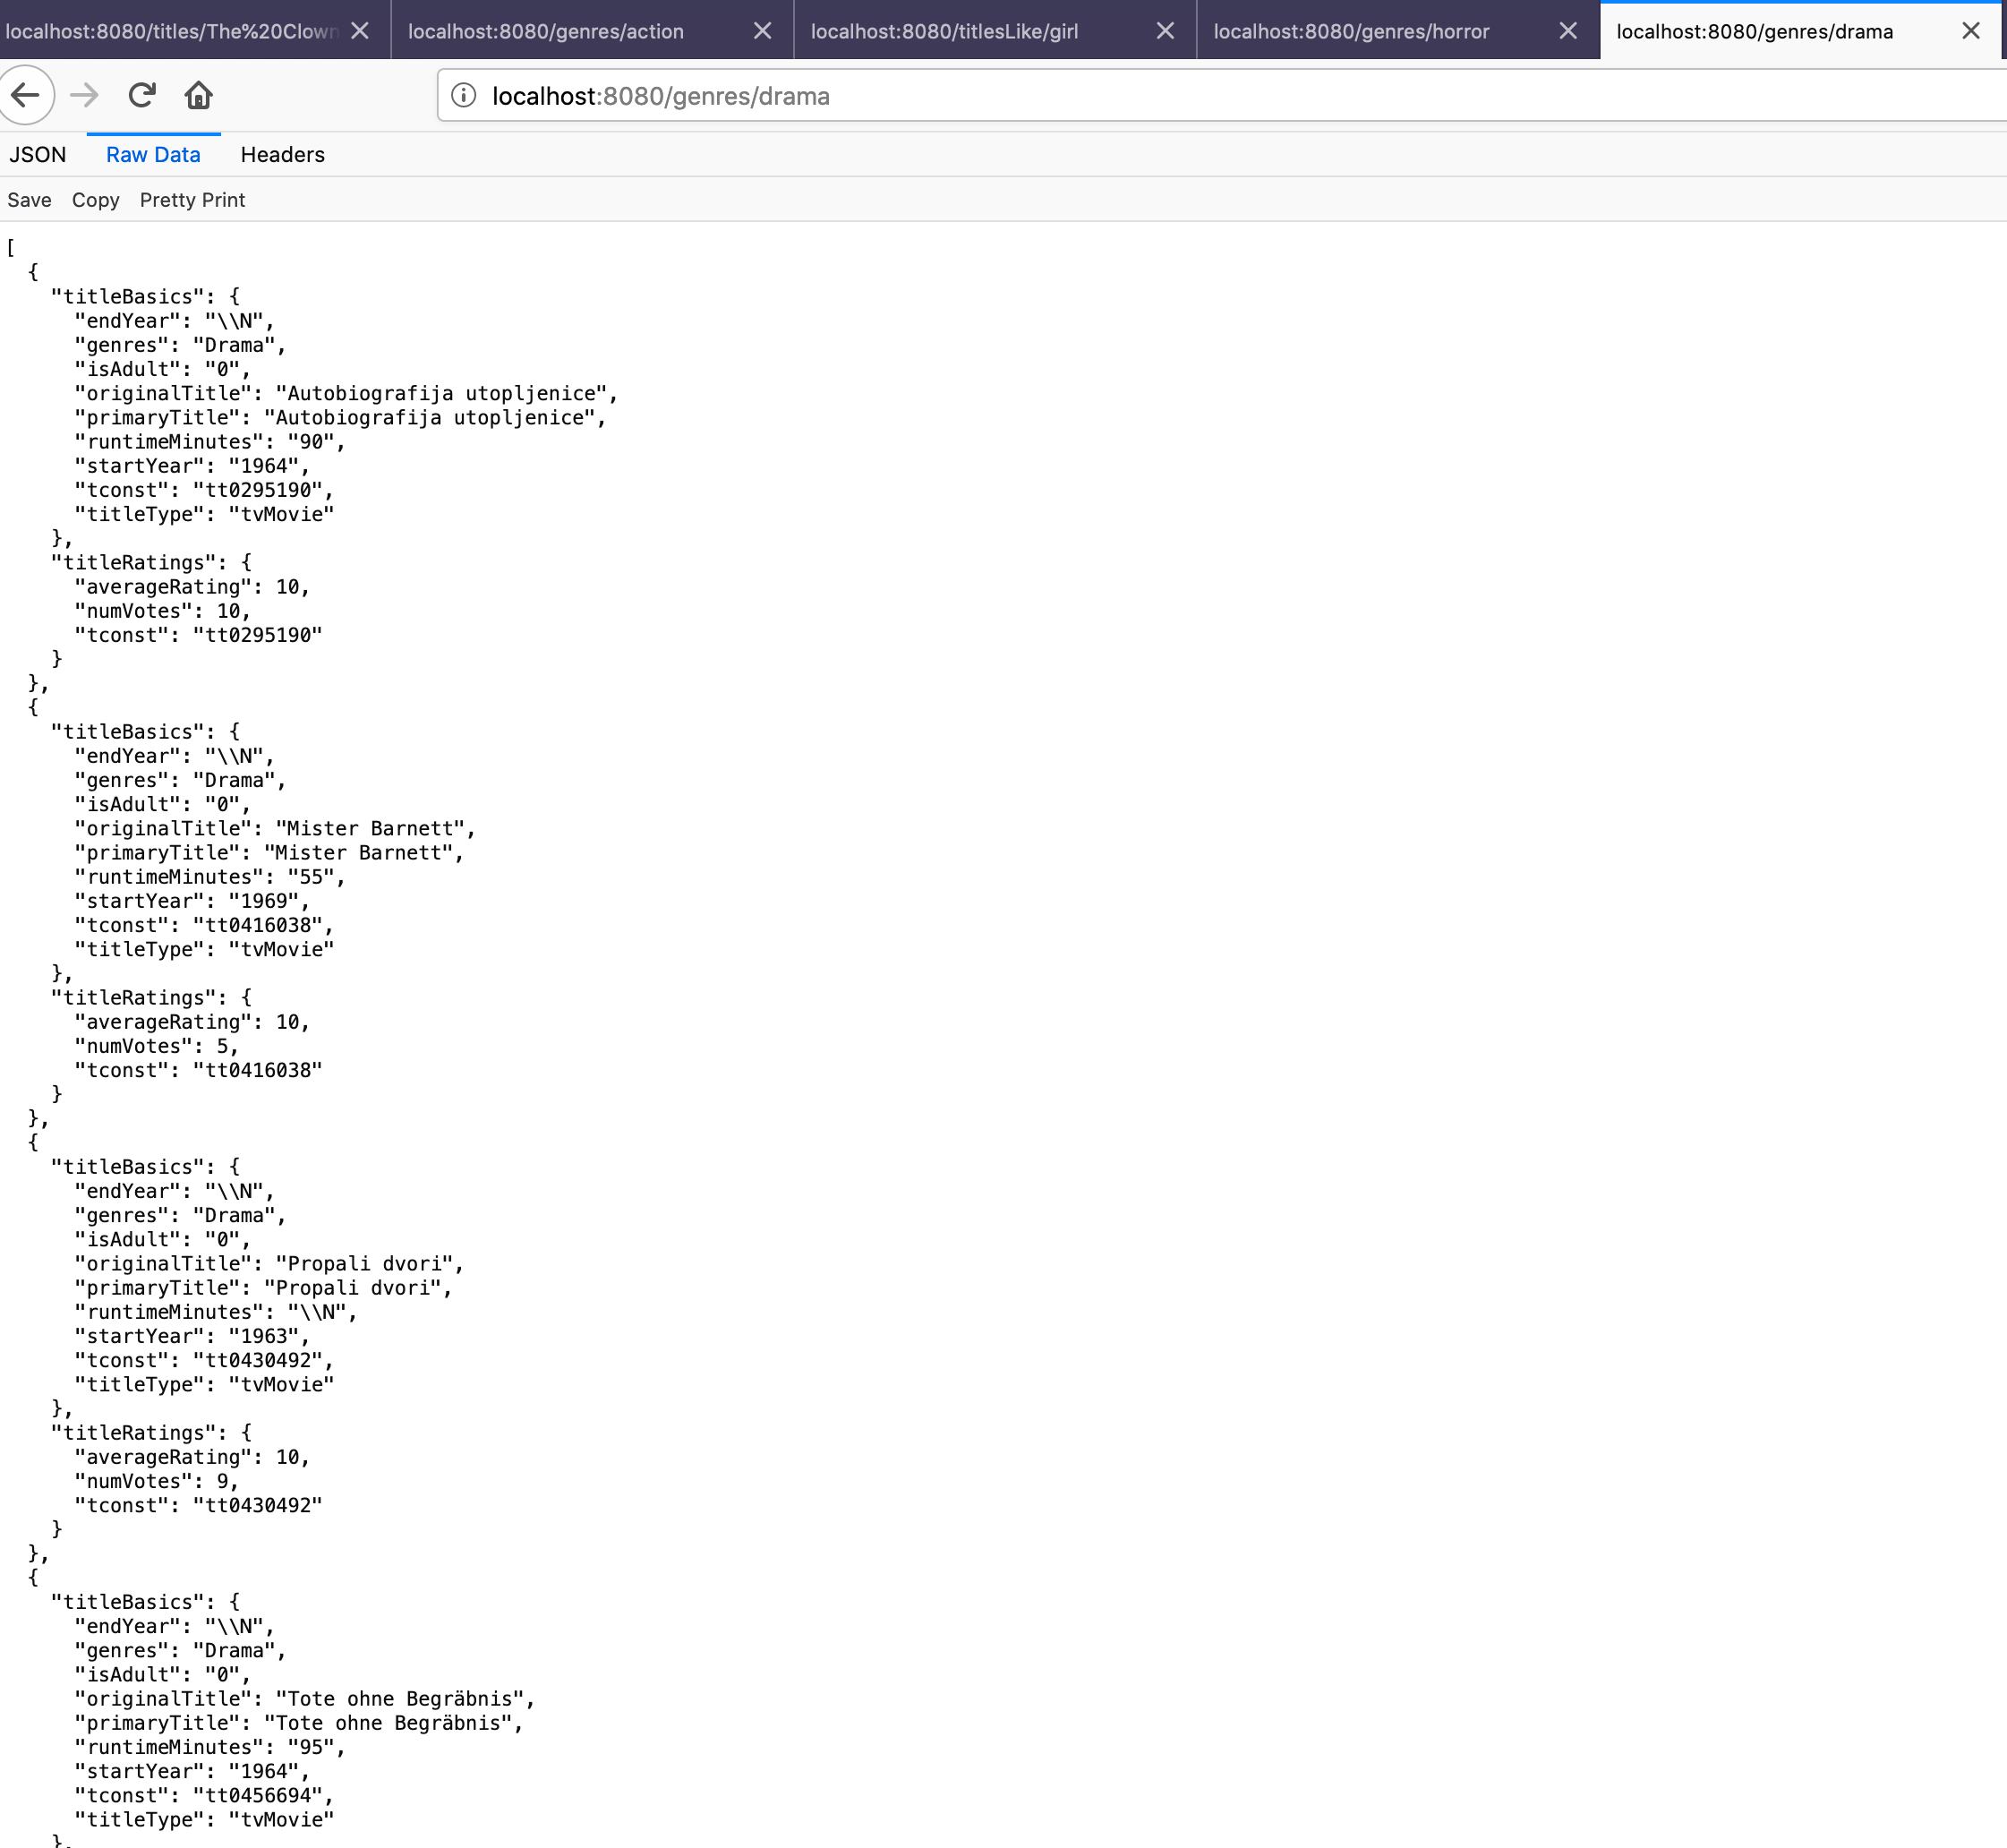 localhost:8080/titles/The%20Clown
localhost:8080/genres/action
localhost:8080/titlesLike/girl
localhost:8080/genres/horror
localhost:8080/genres/drama
localhost:8080/genres/drama
JSON Raw Data Headers
Save Copy Pretty Print
[
  {
    "titleBasics": {
      "endYear": "\\N",
      "genres": "Drama",
      "isAdult": "0",
      "originalTitle": "Autobiografija utopljenice",
      "primaryTitle": "Autobiografija utopljenice",
      "runtimeMinutes": "90",
      "startYear": "1964",
      "tconst": "tt0295190",
      "titleType": "tvMovie"
    },
    "titleRatings": {
      "averageRating": 10,
      "numVotes": 10,
      "tconst": "tt0295190"
    }
  },
  {
    "titleBasics": {
      "endYear": "\\N",
      "genres": "Drama",
      "isAdult": "0",
      "originalTitle": "Mister Barnett",
      "primaryTitle": "Mister Barnett",
      "runtimeMinutes": "55",
      "startYear": "1969",
      "tconst": "tt0416038",
      "titleType": "tvMovie"
    },
    "titleRatings": {
      "averageRating": 10,
      "numVotes": 5,
      "tconst": "tt0416038"
    }
  },
  {
    "titleBasics": {
      "endYear": "\\N",
      "genres": "Drama",
      "isAdult": "0",
      "originalTitle": "Propali dvori",
      "primaryTitle": "Propali dvori",
      "runtimeMinutes": "\\N",
      "startYear": "1963",
      "tconst": "tt0430492",
      "titleType": "tvMovie"
    },
    "titleRatings": {
      "averageRating": 10,
      "numVotes": 9,
      "tconst": "tt0430492"
    }
  },
  {
    "titleBasics": {
      "endYear": "\\N",
      "genres": "Drama",
      "isAdult": "0",
      "originalTitle": "Tote ohne Begräbnis",
      "primaryTitle": "Tote ohne Begräbnis",
      "runtimeMinutes": "95",
      "startYear": "1964",
      "tconst": "tt0456694",
      "titleType": "tvMovie"
    },